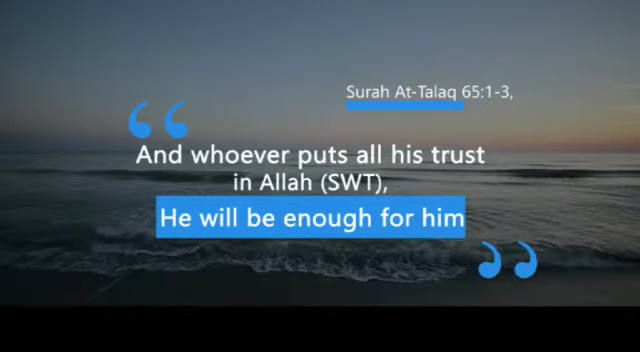 Surah At-Talaq 65:1-3,
“
And whoever puts all his trust
in Allah (SWT),
He will be enough for him
”